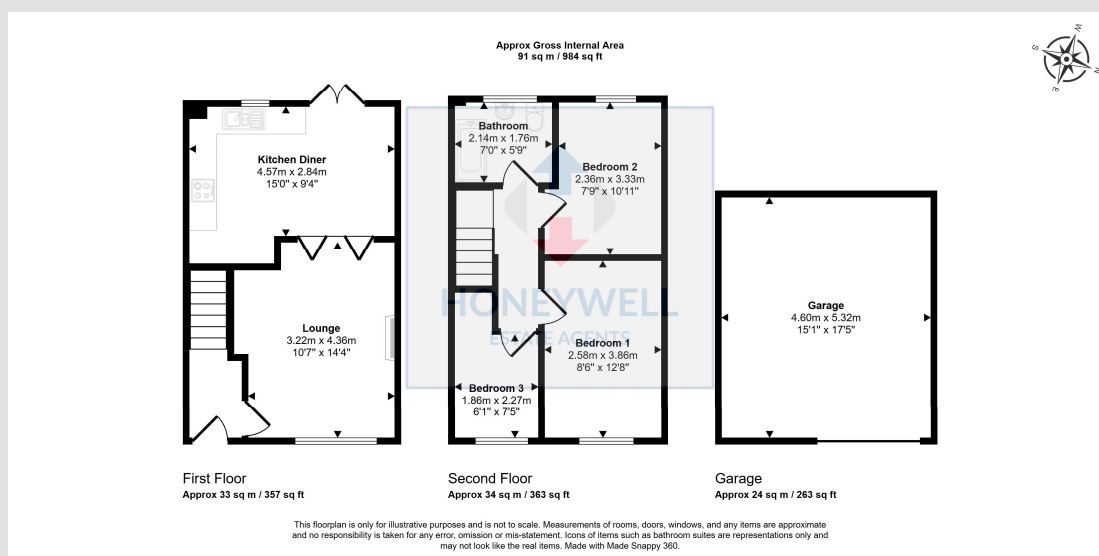 Approx Gross Internal Area
91 sq m / 984 sq ft
W
S
N
E
Kitchen Diner
4.57m x 2.84m
15'0" x 9'4"
Lounge
3.22m x 4.36m
10'7" x 14'4"
Bathroom
2.14m x 1.76m
7'0" x 5'9"
Bedroom 2
2.36m x 3.33m
7'9" x 10'11"
HONEYWELL
ESTATE AGENTS
Bedroom 1
2.58m x 3.86m
8'6" x 12'8"
Bedroom 3
1.86m x 2.27m
6'1" x 7'5"
Garage
4.60m x 5.32m
15'1" x 17'5"
First Floor
Approx 33 sq m / 357 sq ft
Second Floor
Approx 34 sq m / 363 sq ft
Garage
Approx 24 sq m / 263 sq ft
This floorplan is only for illustrative purposes and is not to scale. Measurements of rooms, doors, windows, and any items are approximate
and no responsibility is taken for any error, omission or mis-statement. Icons of items such as bathroom suites are representations only and
may not look like the real items. Made with Made Snappy 360.